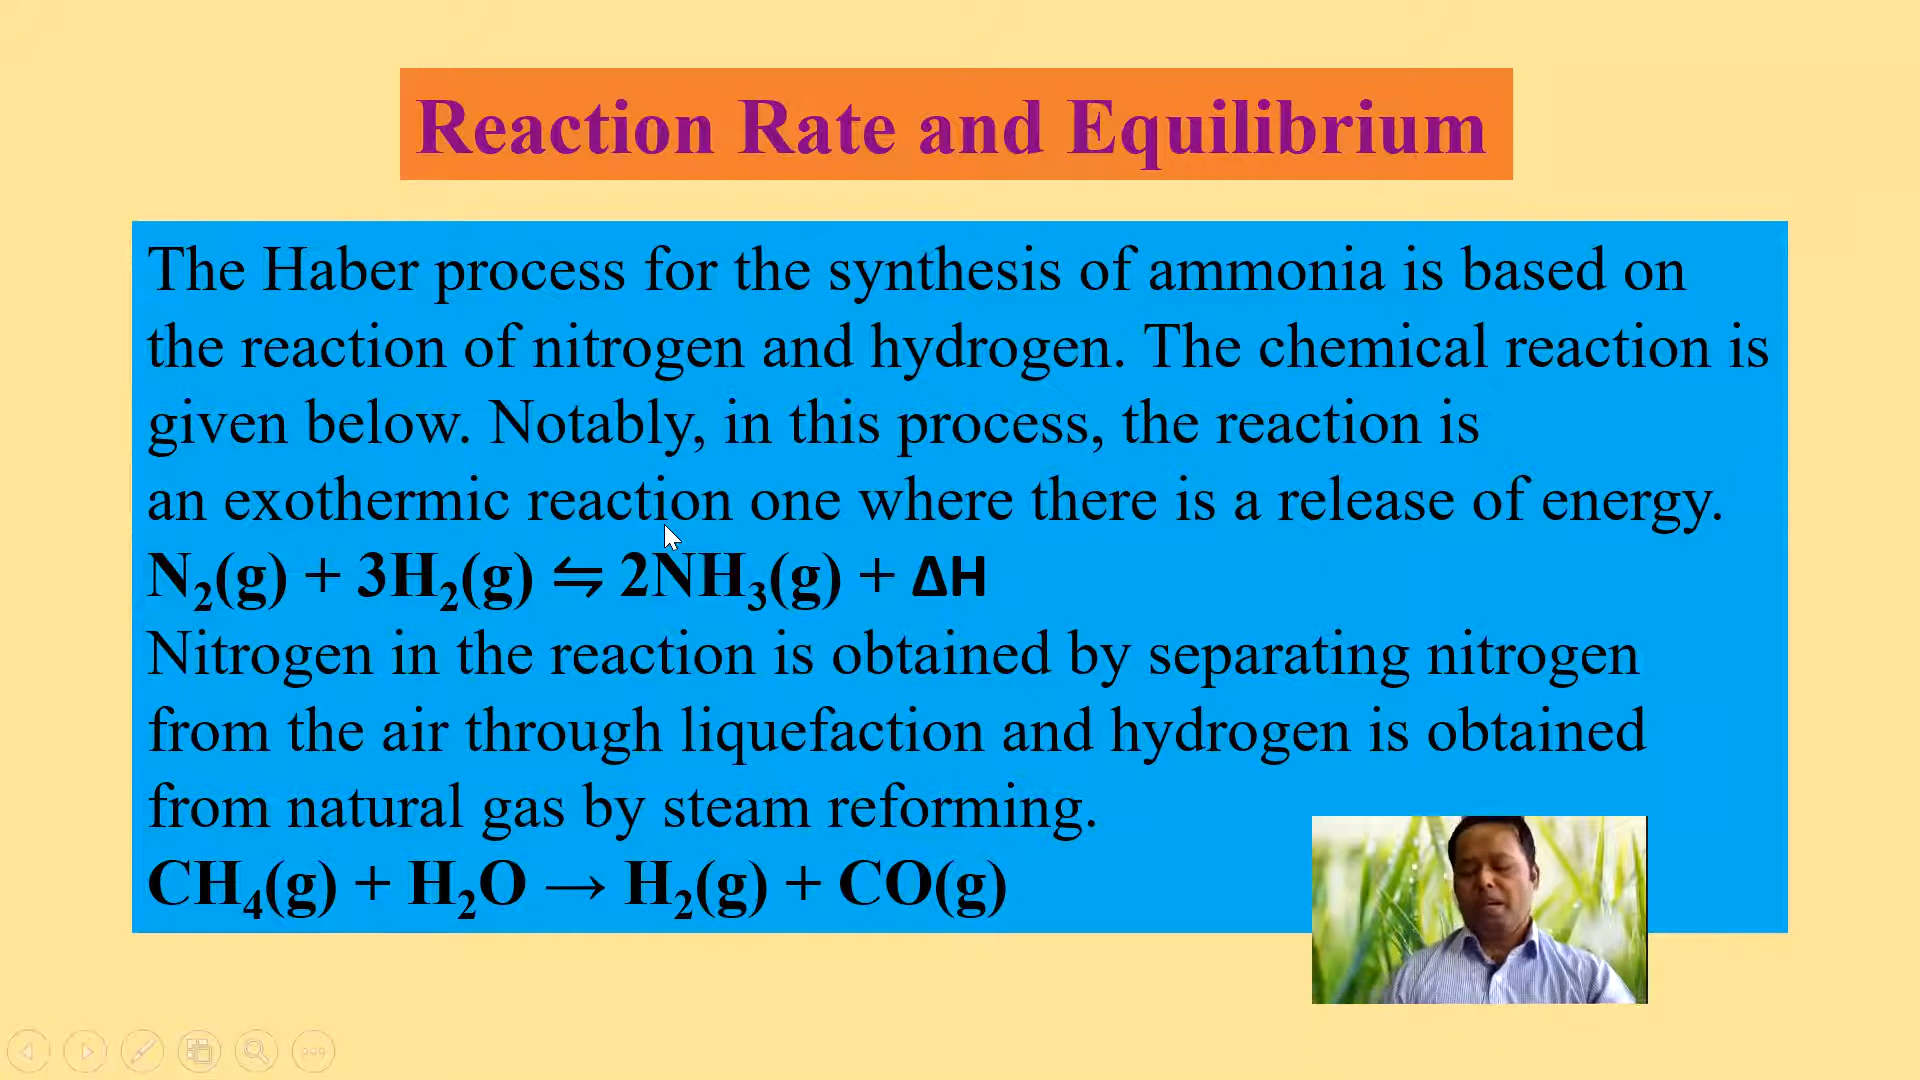 Reaction Rate and Equilibrium
The Haber process for the synthesis of ammonia is based on
the reaction of nitrogen and hydrogen. The chemical reaction is
given below. Notably, in this process, the reaction is
an exothermic reaction one where there is a release of energy.
N₂(g) + 3H₂(g) ⇋ 2NH₃(g) + ΔH
Nitrogen in the reaction is obtained by separating nitrogen
from the air through liquefaction and hydrogen is obtained
from natural gas by steam reforming.
CH₄(g) + H₂O → H₂(g) + CO(g)